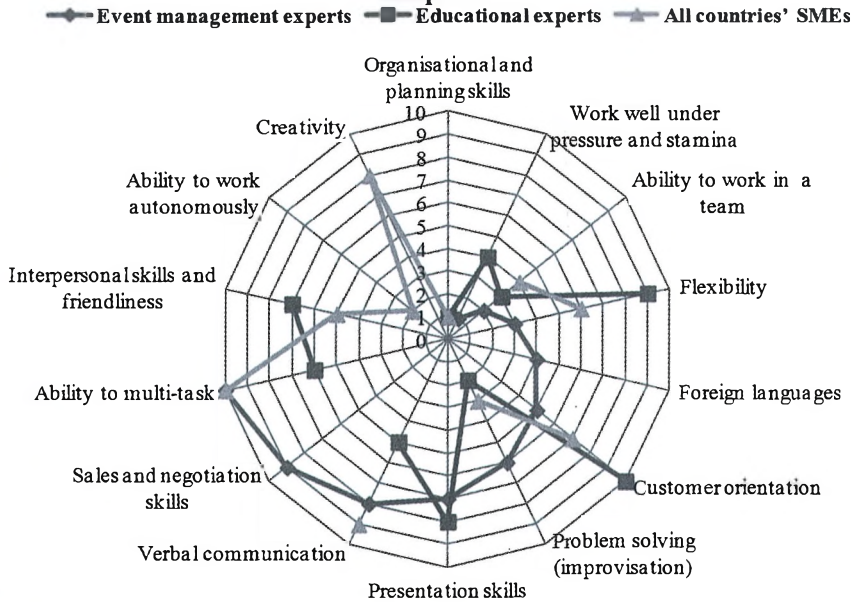 Event management experts Educational experts All countries' SMEs
Organisational and
planning skills
Work well under
pressure and stamina
Ability to work in a
team
Flexibility
Foreign languages
Customer orientation
Problem solving
(improvisation)
Presentation skills
Verbal communication
Sales and negotiation
skills
Ability to multi-task
Interpersonal skills and
friendliness
Ability to work
autonomously
Creativity
10
9
8
7
6
5
4
3
2
1
0